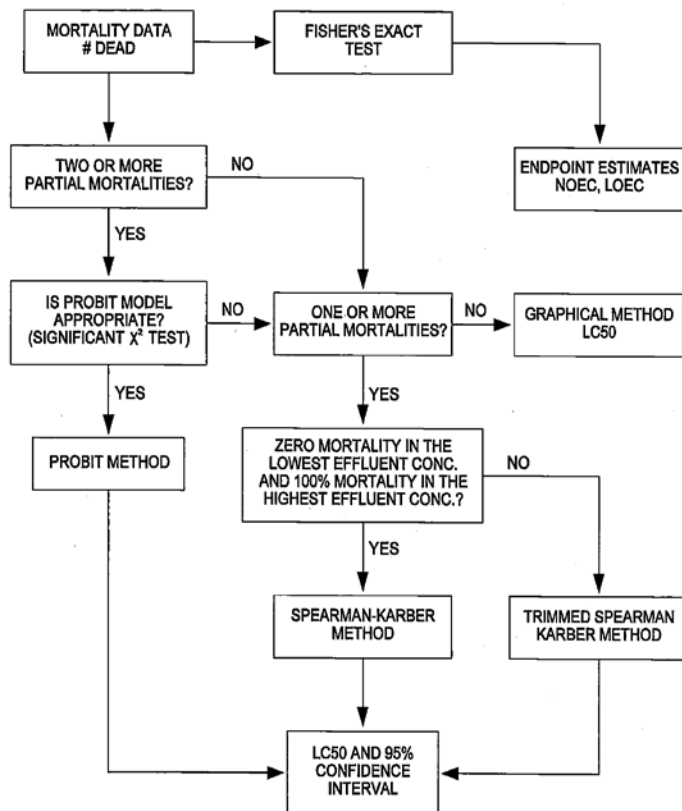 MORTALITY DATA
# DEAD
FISHER'S EXACT
TEST
TWO OR MORE
PARTIAL MORTALITIES?
NO
ENDPOINT ESTIMATES
NOEC, LOEC
YES
IS PROBIT MODEL
APPROPRIATE?
(SIGNIFICANT χ² TEST)
NO
ONE OR MORE
PARTIAL MORTALITIES?
NO
GRAPHICAL METHOD
LC50
YES
YES
PROBIT METHOD
ZERO MORTALITY IN THE
LOWEST EFFLUENT CONC.
AND 100% MORTALITY IN THE
HIGHEST EFFLUENT CONC.?
NO
YES
SPEARMAN-KARBER
METHOD
TRIMMED SPEARMAN
KARBER METHOD
LC50 AND 95%
CONFIDENCE
INTERVAL